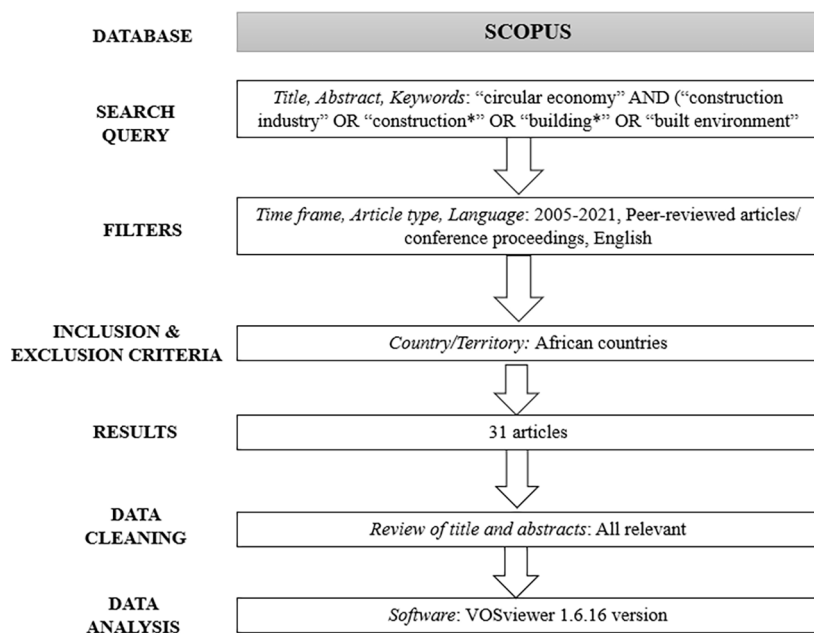 DATABASE
SCOPUS
SEARCH
QUERY
Title, Abstract, Keywords: “circular economy” AND (“construction
industry” OR “construction*” OR “building*” OR “built environment”
FILTERS
Time frame, Article type, Language: 2005-2021, Peer-reviewed articles/
conference proceedings, English
INCLUSION &
EXCLUSION CRITERIA
Country/Territory: African countries
RESULTS
31 articles
DATA
CLEANING
Review of title and abstracts: All relevant
DATA
ANALYSIS
Software: VOSviewer 1.6.16 version